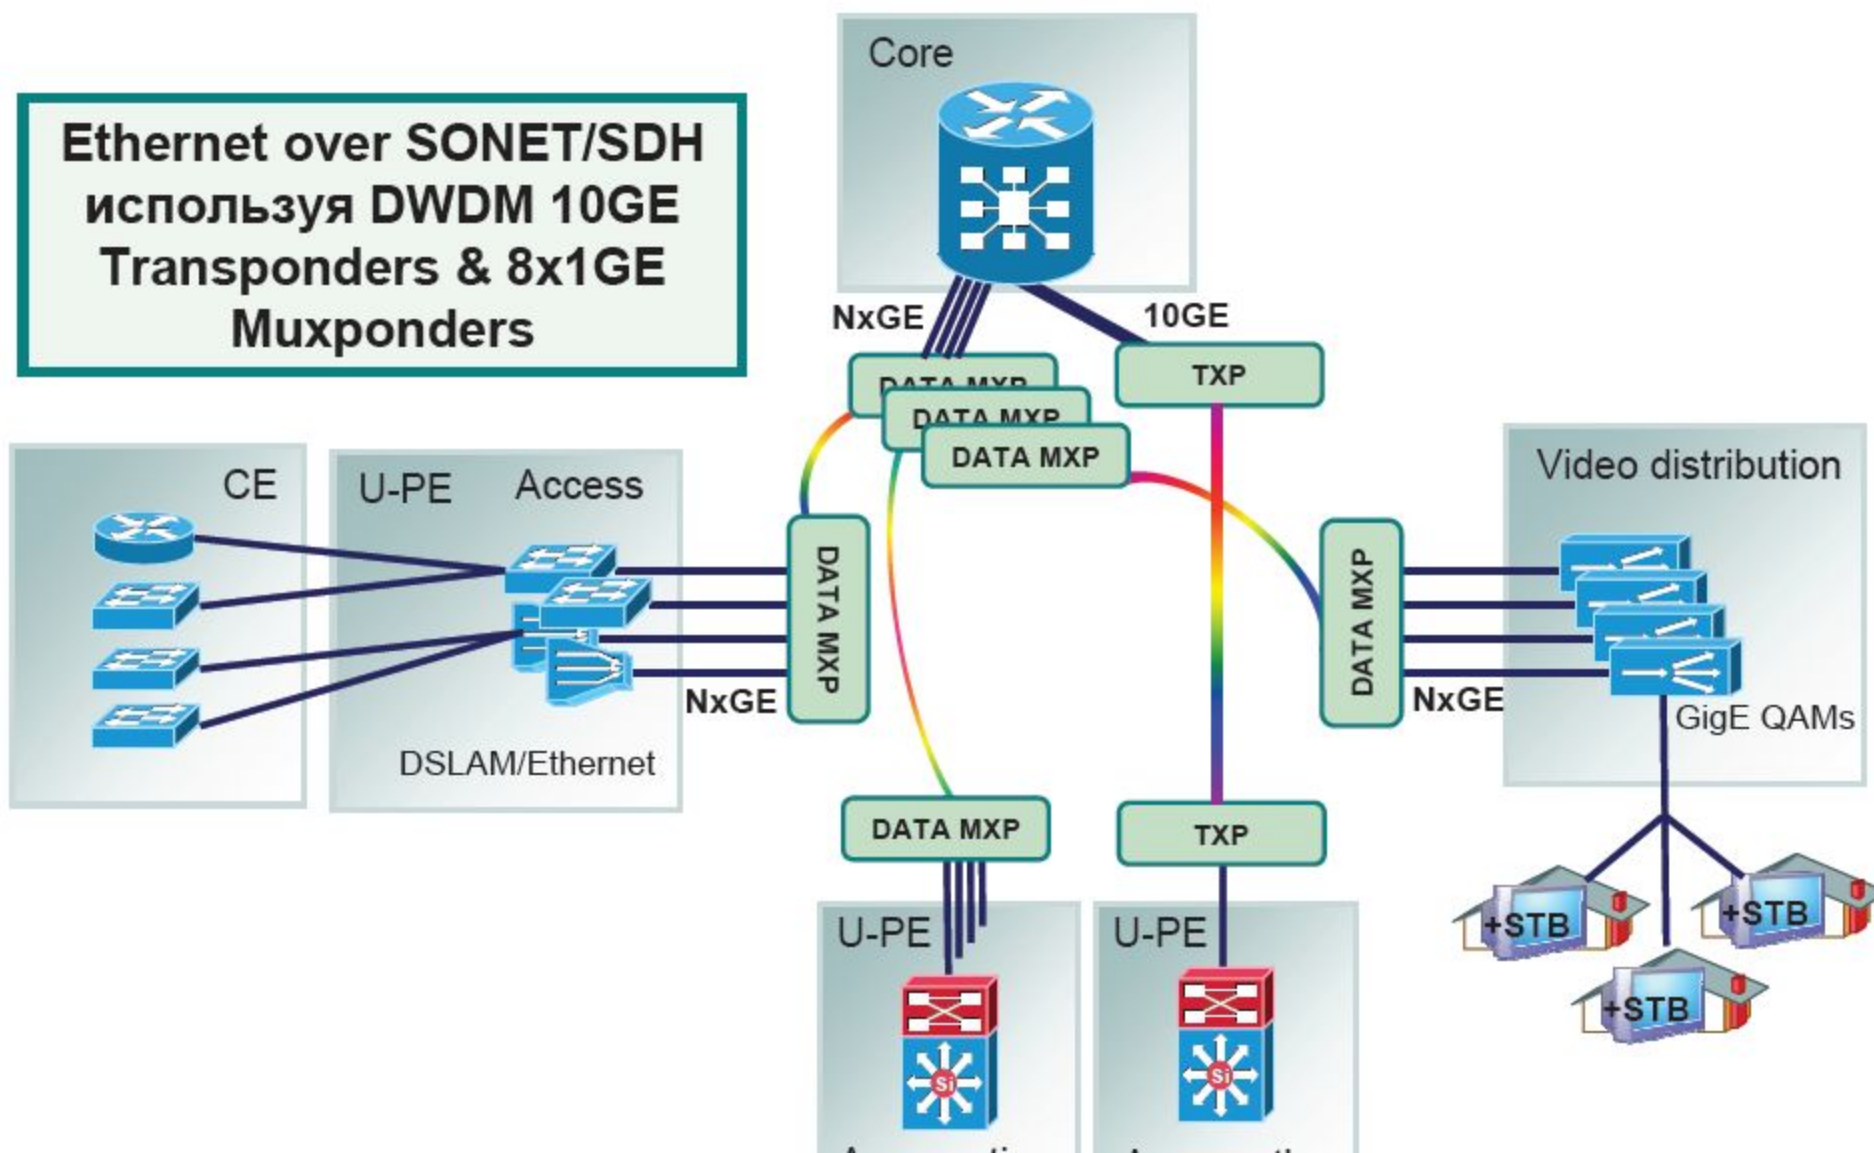 Core
Ethernet over SONET/SDH
используя DWDM 10GE
Transponders & 8x1GE
Muxponders
NxGE
10GE
DATA MXP
TXP
DATA MXP
DATA MXP
CE
U-PE
Access
Video distribution
DATA MXP
DATA MXP
NxGE
NxGE
GigE QAMs
DSLAM/Ethernet
DATA MXP
TXP
U-PE
U-PE
+STB
+STB
+STB
Si
Si